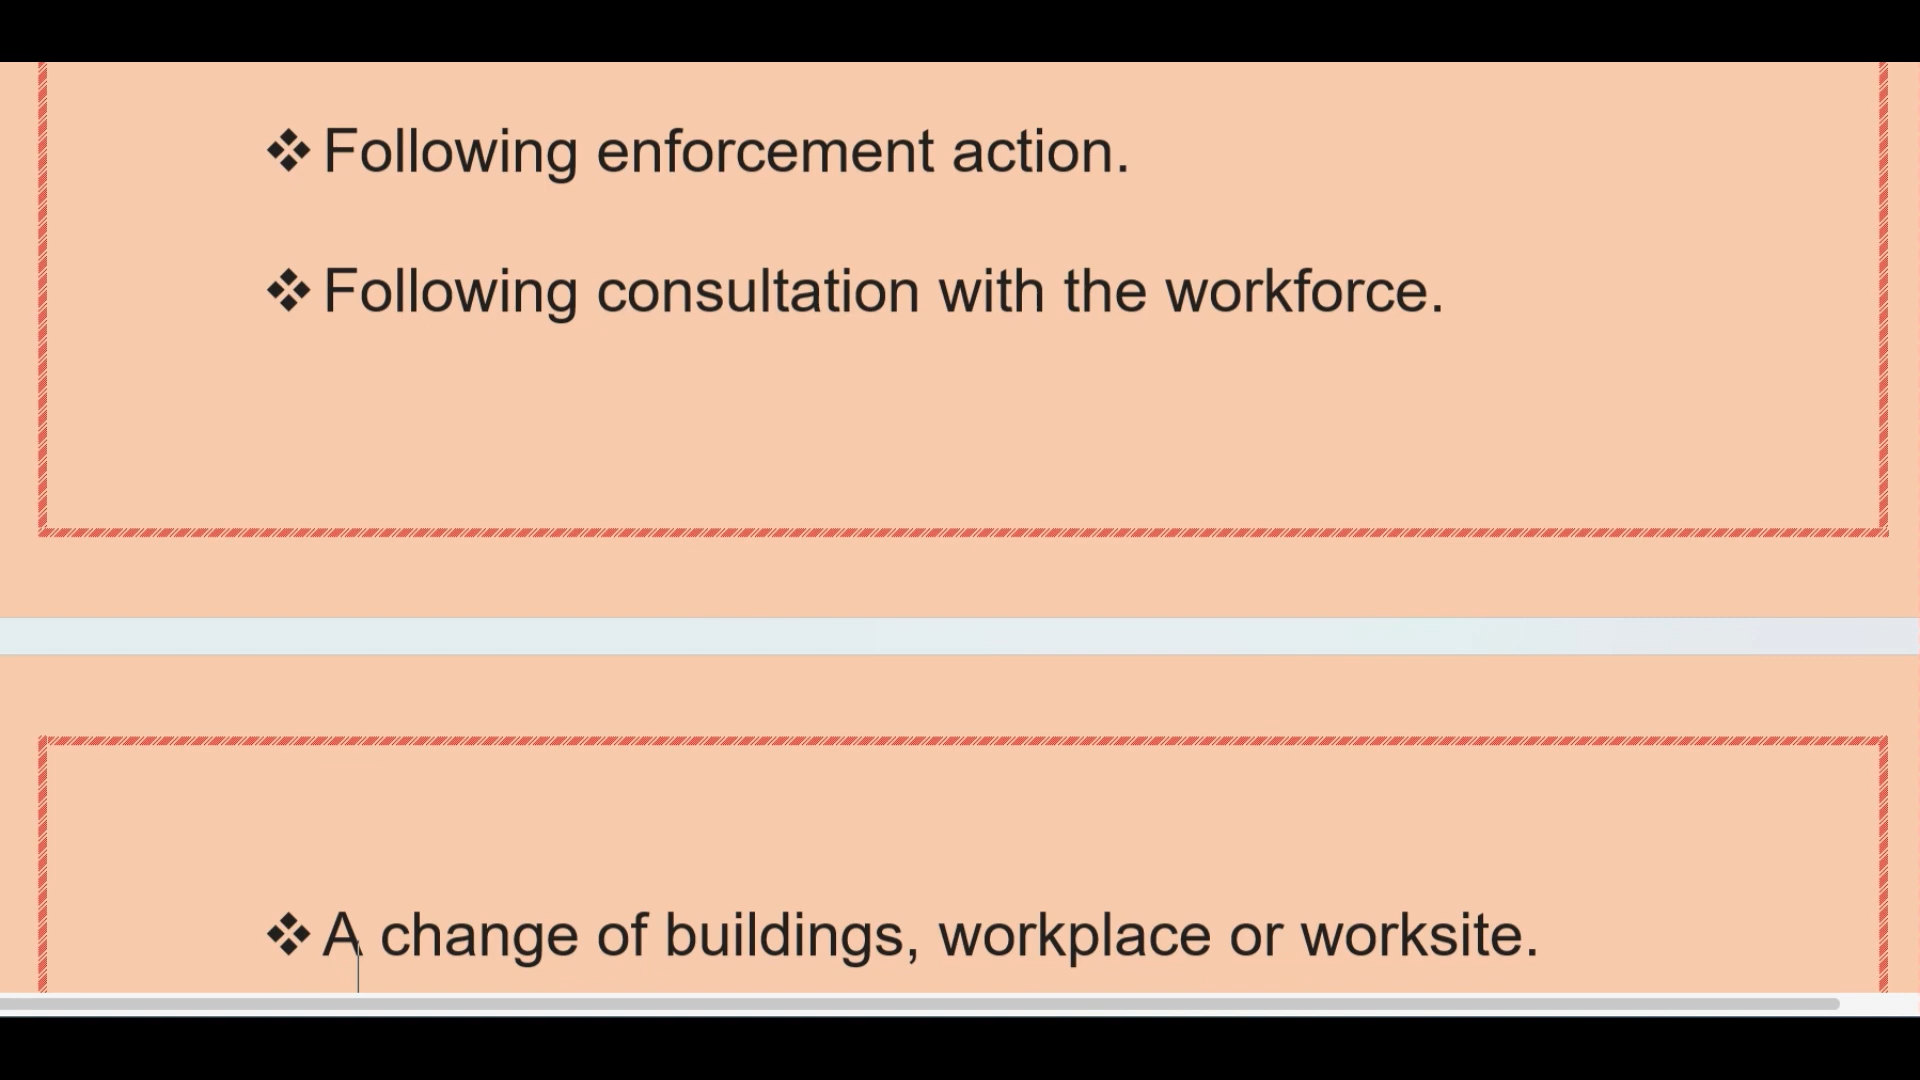 ❖ Following enforcement action.
❖ Following consultation with the workforce.
❖ A change of buildings, workplace or worksite.